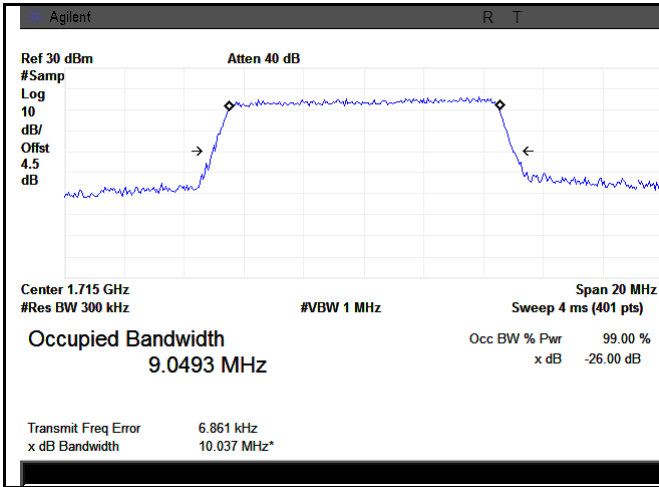 Agilent R T
Ref 30 dBm Atten 40 dB
#Samp
Log
10
dB/
Offst
4.5
dB
Center 1.715 GHz Span 20 MHz
#Res BW 300 kHz #VBW 1 MHz Sweep 4 ms (401 pts)
Occupied Bandwidth Occ BW % Pwr 99.00 %
9.0493 MHz x dB -26.00 dB
Transmit Freq Error 6.861 kHz
x dB Bandwidth 10.037 MHz*